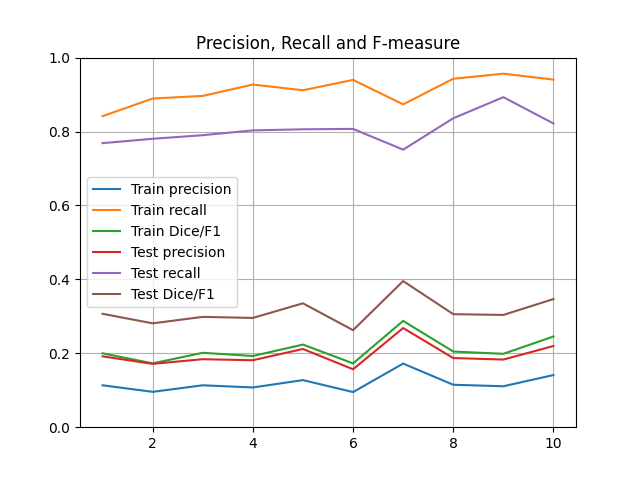 Precision, Recall and F-measure
1.0
0.8
0.6
0.4
0.2
0.0
Train precision
Train recall
Train Dice/F1
Test precision
Test recall
Test Dice/F1
2 4 6 8 10